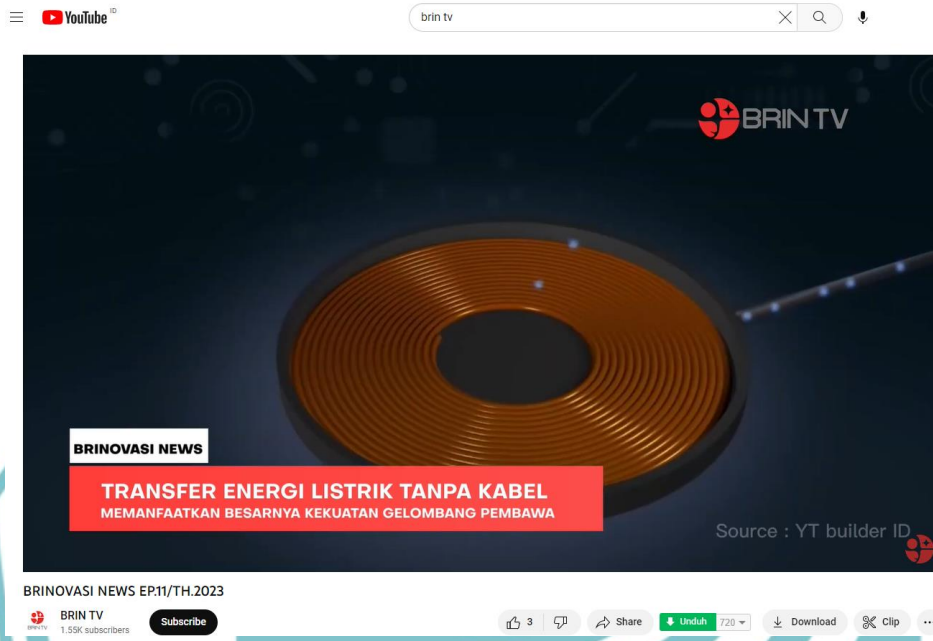 YouTube ID
brin tv
BRIN TV
BRINOVASI NEWS
TRANSFER ENERGI LISTRIK TANPA KABEL
MEMANFAATKAN BESARNYA KEKUATAN GELOMBANG PEMBAWA
Source : YT builder ID
BRINOVASI NEWS EP.11/TH.2023
BRIN TV
1.55K subscribers
Subscribe
3
Share
Unduh 720
Download
Clip